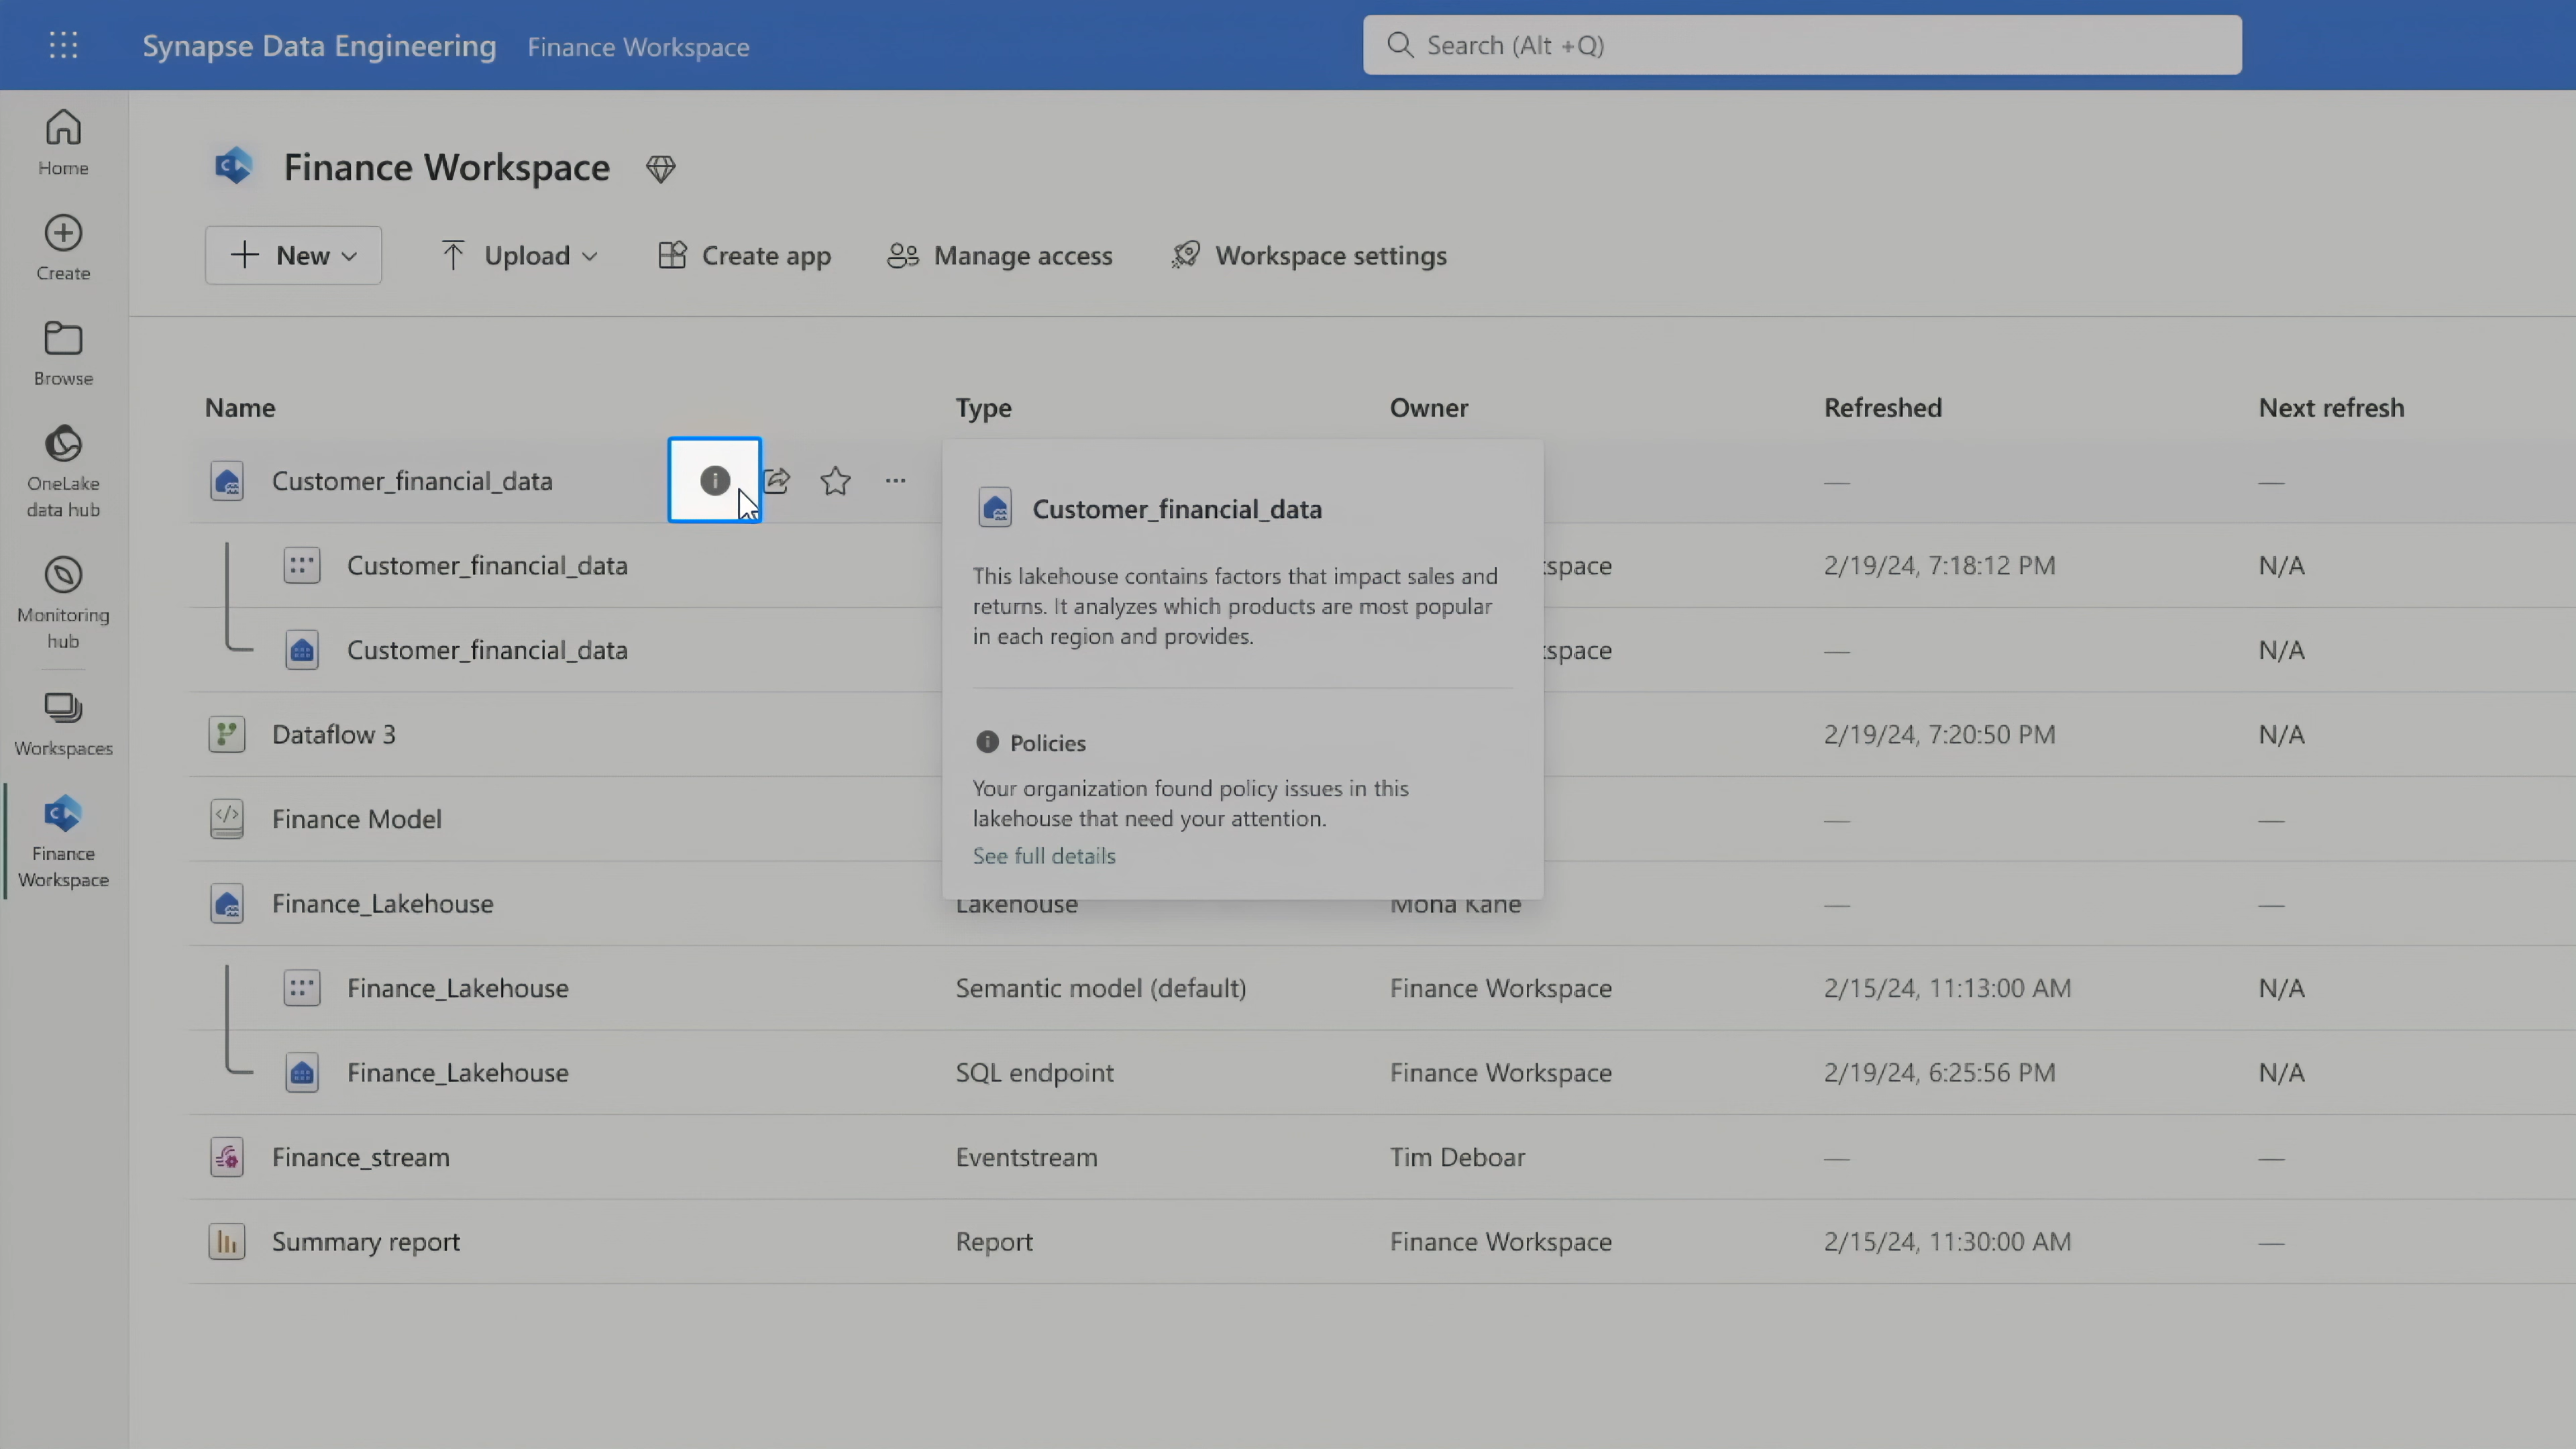 Synapse Data Engineering Finance Workspace Search (Alt +Q)
Home
Create
Browse
OneLake
data hub
Monitoring
hub
Workspaces
Finance
Workspace
Finance Workspace
New Upload Create app Manage access Workspace settings
Name Type Owner Refreshed Next refresh
Customer_financial_data — —
Customer_financial_data 2/19/24, 7:18:12 PM N/A
Customer_financial_data — N/A
Dataflow 3 2/19/24, 7:20:50 PM N/A
Finance Model — —
Finance_Lakehouse Lakehouse Mona Kane — —
Finance_Lakehouse Semantic model (default) Finance Workspace 2/15/24, 11:13:00 AM N/A
Finance_Lakehouse SQL endpoint Finance Workspace 2/19/24, 6:25:56 PM N/A
Finance_stream Eventstream Tim Deboar — —
Summary report Report Finance Workspace 2/15/24, 11:30:00 AM —
Customer_financial_data
This lakehouse contains factors that impact sales and
returns. It analyzes which products are most popular
in each region and provides.
Policies
Your organization found policy issues in this
lakehouse that need your attention.
See full details